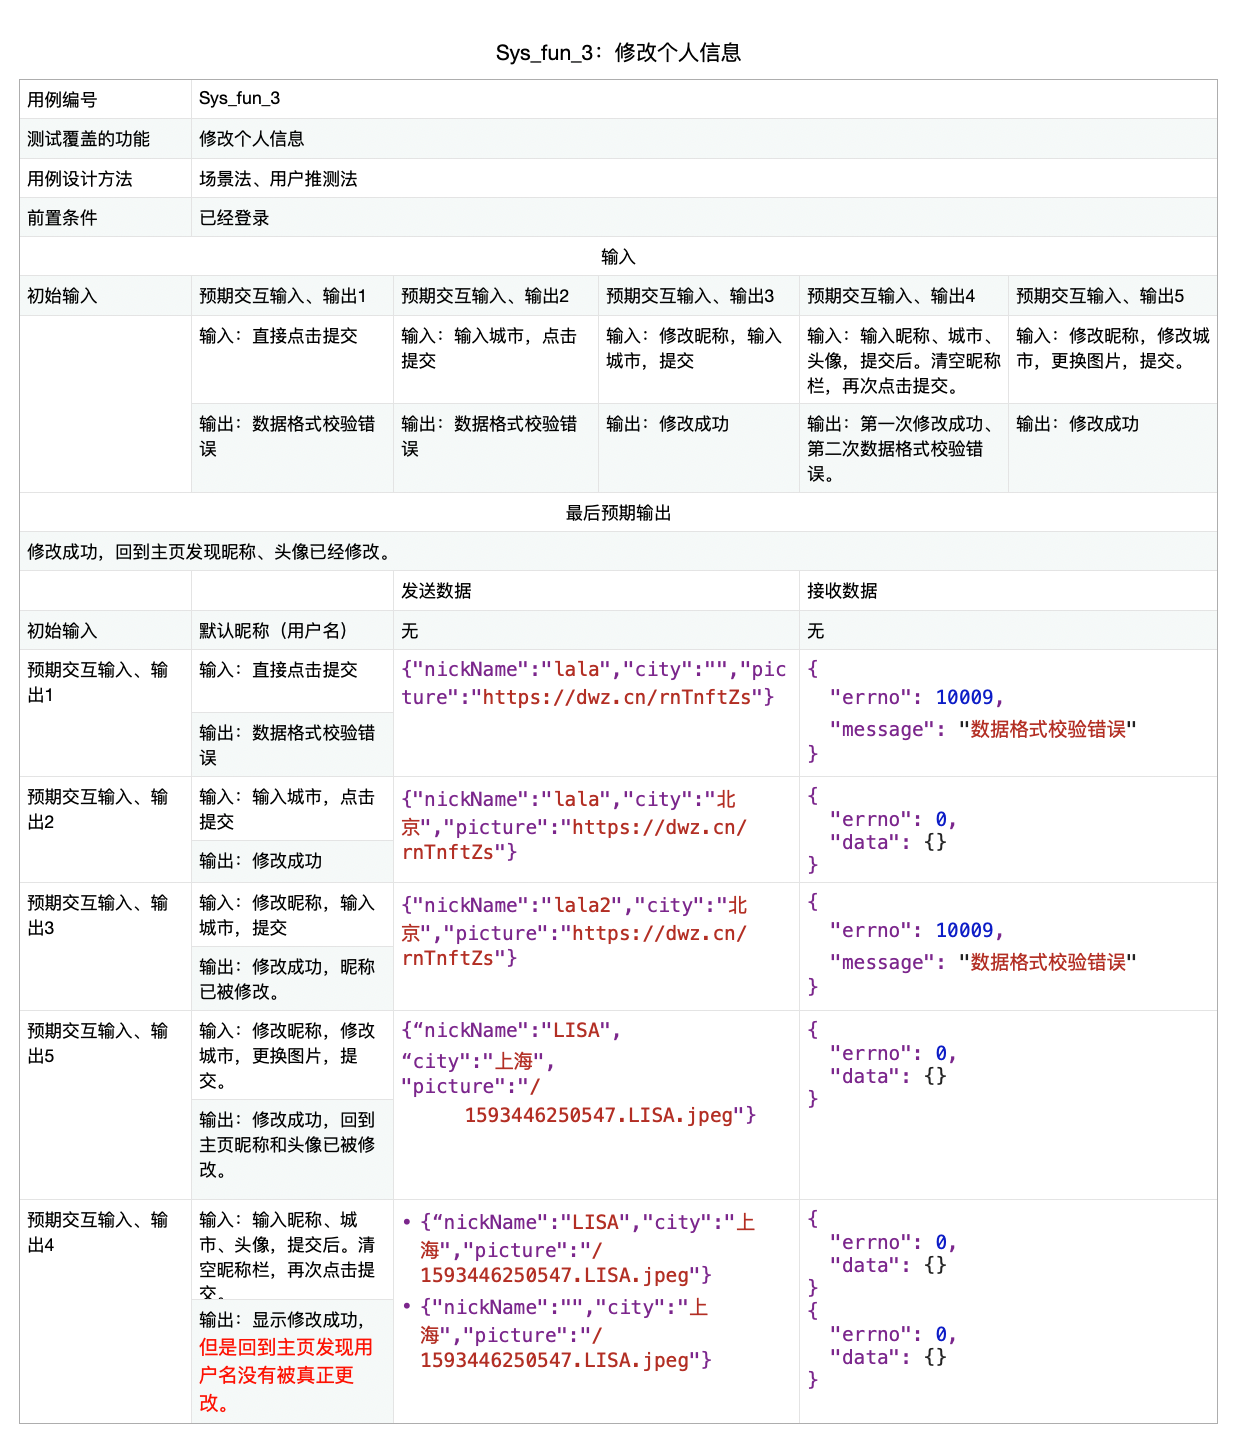 Sys_fun_3：修改个人信息
用例编号
Sys_fun_3
测试覆盖的功能
修改个人信息
用例设计方法
场景法、用户推测法
前置条件
已经登录
输入
初始输入
预期交互输入、输出1
预期交互输入、输出2
预期交互输入、输出3
预期交互输入、输出4
预期交互输入、输出5
输入：直接点击提交
输入：输入城市，点击
提交
输入：修改昵称，输入
城市，提交
输入：输入昵称、城市、
头像，提交后。清空昵称
栏，再次点击提交。
输入：修改昵称，修改城
市，更换图片，提交。
输出：数据格式校验错
误
输出：数据格式校验错
误
输出：修改成功
输出：第一次修改成功、
第二次数据格式校验错
误。
输出：修改成功
最后预期输出
修改成功，回到主页发现昵称、头像已经修改。
发送数据
接收数据
初始输入
默认昵称（用户名）
无
无
预期交互输入、输
出1
输入：直接点击提交
输出：数据格式校验错
误
{"nickName":"lala","city":"","pic
ture":"https://dwz.cn/rnTnftZs"}
{
"errno": 10009,
"message": "数据格式校验错误"
}
预期交互输入、输
出2
输入：输入城市，点击
提交
输出：修改成功
{"nickName":"lala","city":"北
京","picture":"https://dwz.cn/
rnTnftZs"}
{
"errno": 0,
"data": {}
}
预期交互输入、输
出3
输入：修改昵称，输入
城市，提交
输出：修改成功，昵称
已被修改。
{"nickName":"lala2","city":"北
京","picture":"https://dwz.cn/
rnTnftZs"}
{
"errno": 10009,
"message": "数据格式校验错误"
}
预期交互输入、输
出5
输入：修改昵称，修改
城市，更换图片，提
交。
输出：修改成功，回到
主页昵称和头像已被修
改。
{“nickName":"LISA",
“city":"上海",
"picture":"/
1593446250547.LISA.jpeg"}
{
"errno": 0,
"data": {}
}
预期交互输入、输
出4
输入：输入昵称、城
市、头像，提交后。清
空昵称栏，再次点击提
交。
输出：显示修改成功，
但是回到主页发现用
户名没有被真正更
改。
• {“nickName":"LISA","city":"上
海","picture":"/
1593446250547.LISA.jpeg"}
• {"nickName":"","city":"上
海","picture":"/
1593446250547.LISA.jpeg"}
{
"errno": 0,
"data": {}
}
{
"errno": 0,
"data": {}
}